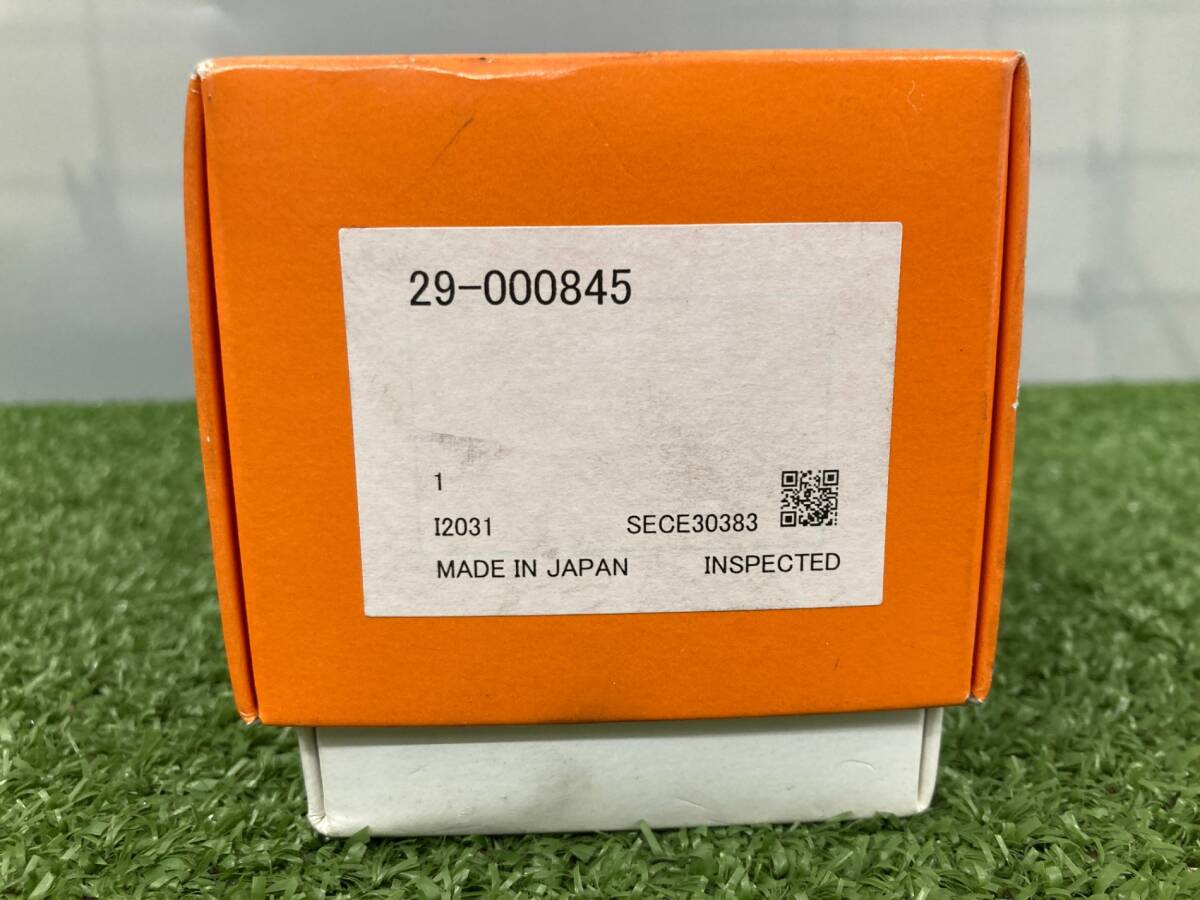 29-000845
1
I2031 SECE30383
MADE IN JAPAN INSPECTED